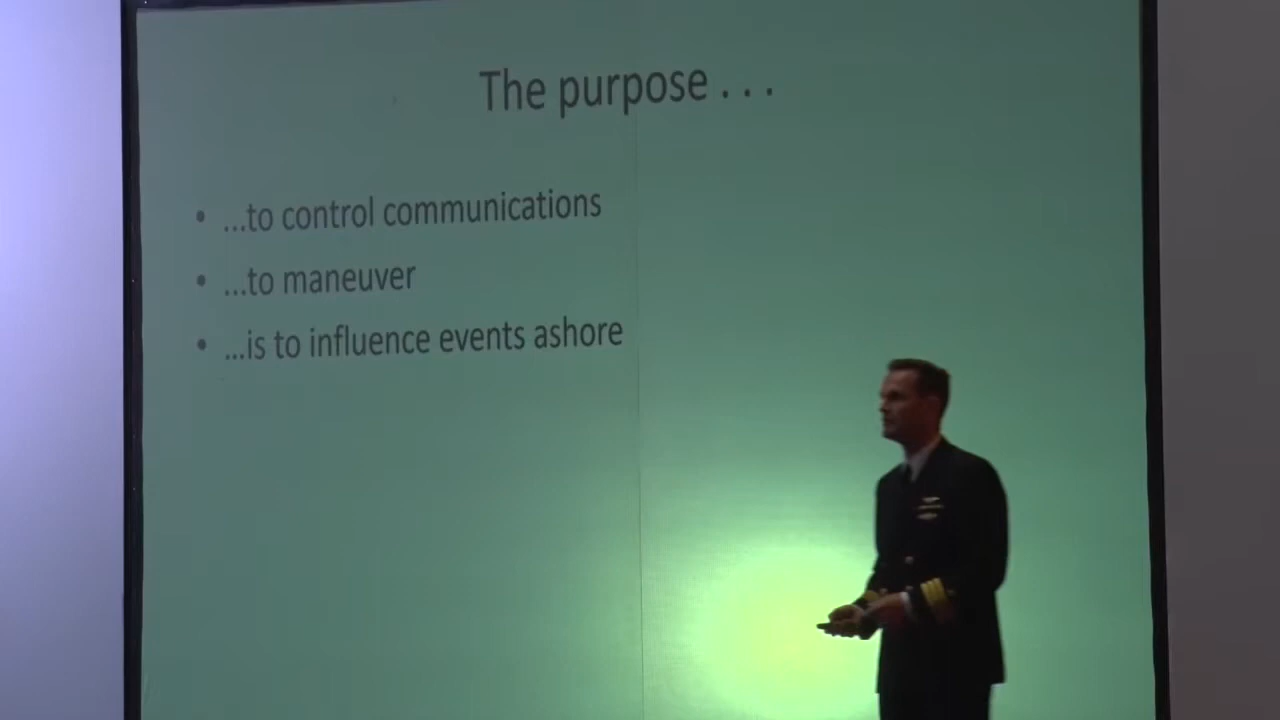 The purpose . . .
• ...to control communications
• ...to maneuver
• ...is to influence events ashore